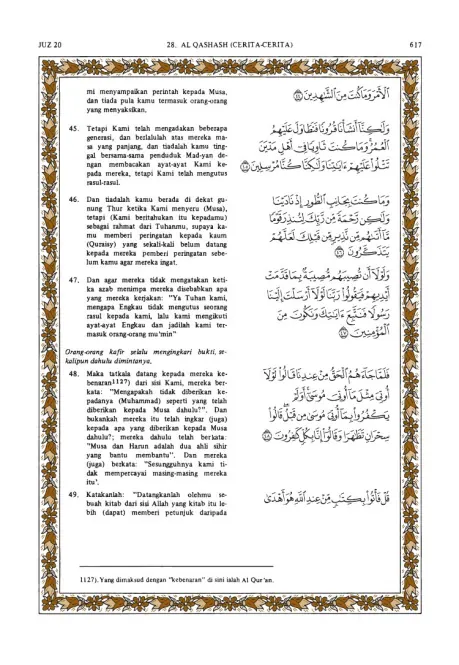 JUZ 20 28. AL QASHASH (CERITA-CERITA) 617
mi menyampaikan perintah kepada Musa,
dan tiada pula kamu termasuk orang-orang
yang menyaksikan.
45. Tetapi Kami telah mengadakan beberapa
generasi, dan berlalulah atas mereka ma-
sa yang panjang, dan tiadalah kamu ting-
gal bersama-sama penduduk Mad-yan de-
ngan membacakan ayat-ayat Kami ke-
pada mereka, tetapi Kami telah mengutus
rasul-rasul.
46. Dan tiadalah kamu berada di dekat gu-
nung Thur ketika Kami menyeru (Musa),
tetapi (Kami beritahukan itu kepadamu)
sebagai rahmat dari Tuhanmu, supaya ka-
mu memberi peringatan kepada kaum
(Quraisy) yang sekali-kali belum datang
kepada mereka pemberi peringatan sebe-
lum kamu agar mereka ingat.
47. Dan agar mereka tidak mengatakan keti-
ka azab menimpa mereka disebabkan apa
yang mereka kerjakan: "Ya Tuhan kami,
mengapa Engkau tidak mengutus seorang
rasul kepada kami, lalu kami mengikuti
ayat-ayat Engkau dan jadilah kami ter-
masuk orang-orang mu'min"
Orang-orang kafir selalu mengingkari bukti, se-
kalipun dahulu dimintanya.
48. Maka tatkala datang kepada mereka ke-
benaran1127) dari sisi Kami, mereka ber-
kata: "Mengapakah tidak diberikan ke-
padanya (Muhammad) seperti yang telah
diberikan kepada Musa dahulu?". Dan
bukankah mereka itu telah ingkar (juga)
kepada apa yang diberikan kepada Musa
dahulu?; mereka dahulu telah berkata:
"Musa dan Harun adalah dua ahli sihir
yang bantu membantu". Dan mereka
(juga) berkata: "Sesungguhnya kami ti-
dak mempercayai masing-masing mereka
itu'.
49. Katakanlah: "Datangkanlah olehmu se-
buah kitab dari sisi Allah yang kitab itu le-
bih (dapat) memberi petunjuk daripada
ٱلْأَمْرَ وَمَا كُنتَ مِنَ ٱلشَّٰهِدِينَ ﴿٤٤﴾
وَلَٰكِنَّآ أَنشَأْنَا قُرُونًا فَتَطَاوَلَ عَلَيْهِمُ
ٱلْعُمُرُ وَمَا كُنتَ ثَاوِيًا فِىٓ أَهْلِ مَدْيَنَ
تَتْلُوا۟ عَلَيْهِمْ ءَايَٰتِنَا وَلَٰكِنَّا كُنَّا مُرْسِلِينَ ﴿٤٥﴾
وَمَا كُنتَ بِجَانِبِ ٱلطُّورِ إِذْ نَادَيْنَا
وَلَٰكِن رَّحْمَةً مِّن رَّبِّكَ لِتُنذِرَ قَوْمًا
مَّآ أَتَىٰهُم مِّن نَّذِيرٍ مِّن قَبْلِكَ لَعَلَّهُمْ
يَتَذَكَّرُونَ ﴿٤٦﴾
وَلَوْلَآ أَن تُصِيبَهُم مُّصِيبَةٌۢ بِمَا قَدَّمَتْ
أَيْدِيهِمْ فَيَقُولُوا۟ رَبَّنَا لَوْلَآ أَرْسَلْتَ إِلَيْنَا
رَسُولًا فَنَتَّبِعَ ءَايَٰتِكَ وَنَكُونَ مِنَ
ٱلْمُؤْمِنِينَ ﴿٤٧﴾
فَلَمَّا جَآءَهُمُ ٱلْحَقُّ مِنْ عِندِنَا قَالُوا۟ لَوْلَآ
أُوتِىَ مِثْلَ مَآ أُوتِىَ مُوسَىٰٓ أَوَلَمْ
يَكْفُرُوا۟ بِمَآ أُوتِىَ مُوسَىٰ مِن قَبْلُ قَالُوا۟
سِحْرَانِ تَظَٰهَرَا وَقَالُوٓا۟ إِنَّا بِكُلٍّ كَٰفِرُونَ ﴿٤٨﴾
قُلْ فَأْتُوا۟ بِكِتَٰبٍ مِّنْ عِندِ ٱللَّهِ هُوَ أَهْدَىٰ
1127). Yang dimaksud dengan "kebenaran" di sini ialah Al Qur'an.